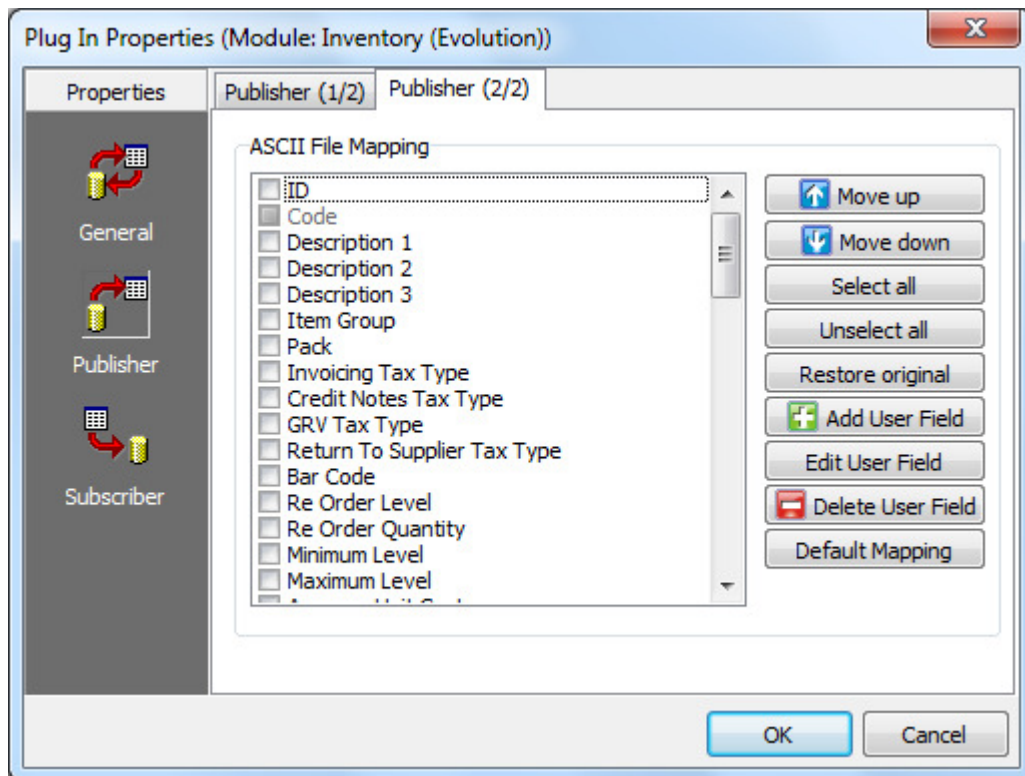 Plug In Properties (Module: Inventory (Evolution))
Properties
Publisher (1/2)
Publisher (2/2)
General
Publisher
Subscriber
ASCII File Mapping
ID
Code
Description 1
Description 2
Description 3
Item Group
Pack
Invoicing Tax Type
Credit Notes Tax Type
GRV Tax Type
Return To Supplier Tax Type
Bar Code
Re Order Level
Re Order Quantity
Minimum Level
Maximum Level
Move up
Move down
Select all
Unselect all
Restore original
Add User Field
Edit User Field
Delete User Field
Default Mapping
OK
Cancel